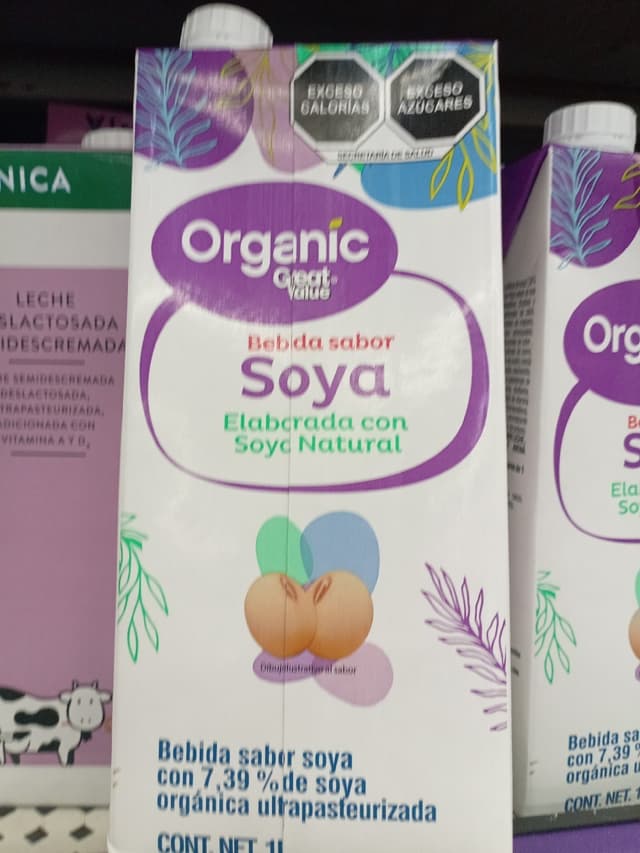 EXCESO
CALORÍAS
EXCESO
AZÚCARES
SECRETARÍA DE SALUD
Organic
Great
Value
Bebida sabor
Soya
Elaborada con
Soya Natural
Dibujo ilustrativo al sabor
Bebida sabor soya
con 7,39 % de soya
orgánica ultrapasteurizada
CONT. NET. 1L
NICA
LECHE
SLACTOSADA
IDESCREMADA
E SEMIDESCREMADA
DESLACTOSADA,
TRAPASTEURIZADA,
ADICIONADA CON
VITAMINA A Y D₃
Org
B
S
Ela
So
Bebida sa
con 7,39 %
orgánica u
CONT. NET. 1